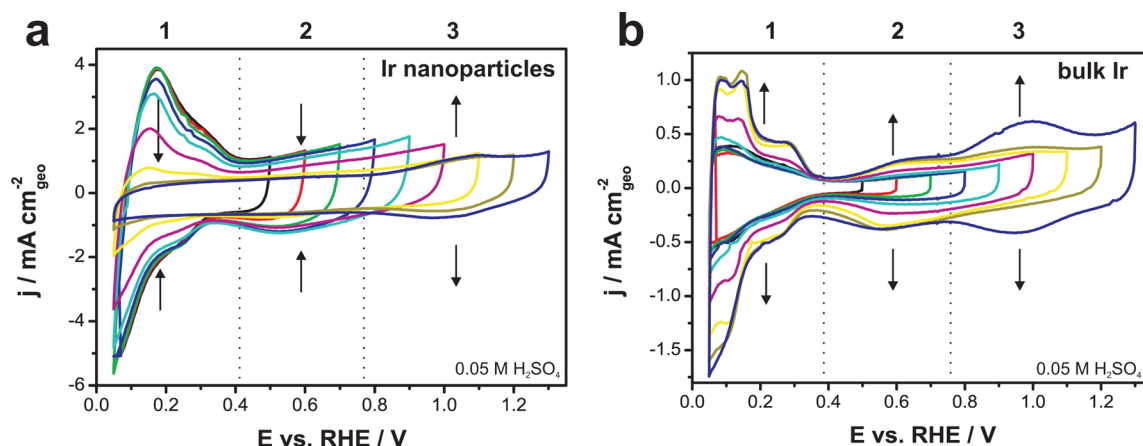 a
1 2 3
Ir nanoparticles
j / mA cm⁻²geo
4
2
0
-2
-4
-6
0.0 0.2 0.4 0.6 0.8 1.0 1.2
0.05 M H₂SO₄
E vs. RHE / V
b
1 2 3
bulk Ir
j / mA cm⁻²geo
1.0
0.5
0.0
-0.5
-1.0
-1.5
0.0 0.2 0.4 0.6 0.8 1.0 1.2
0.05 M H₂SO₄
E vs. RHE / V